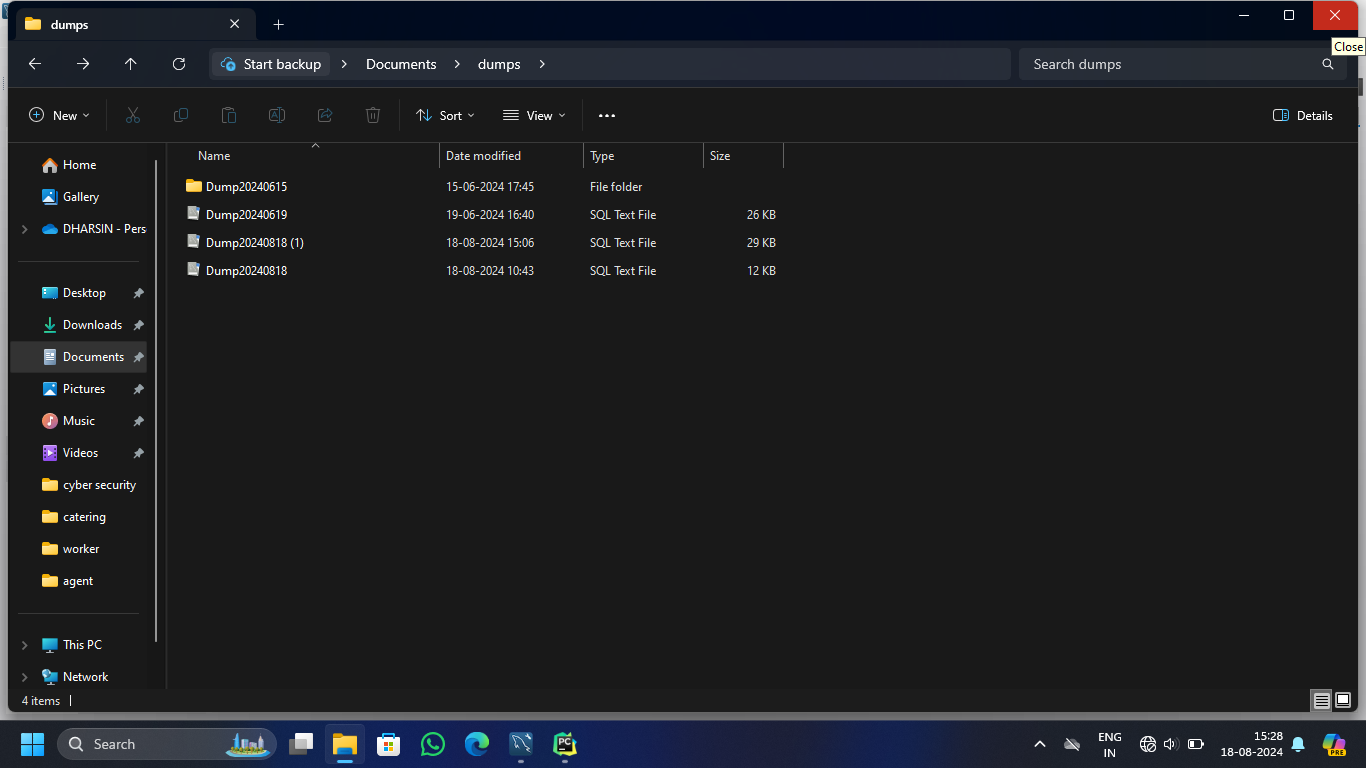 dumps
Close
Start backup Documents dumps Search dumps
New Sort View Details
Name Date modified Type Size
Home
Gallery
DHARSIN - Pers
Desktop
Downloads
Documents
Pictures
Music
Videos
cyber security
catering
worker
agent
This PC
Network
Dump20240615 15-06-2024 17:45 File folder
Dump20240619 19-06-2024 16:40 SQL Text File 26 KB
Dump20240818 (1) 18-08-2024 15:06 SQL Text File 29 KB
Dump20240818 18-08-2024 10:43 SQL Text File 12 KB
4 items
Search
PC
ENG
IN
15:28
18-08-2024
PRE